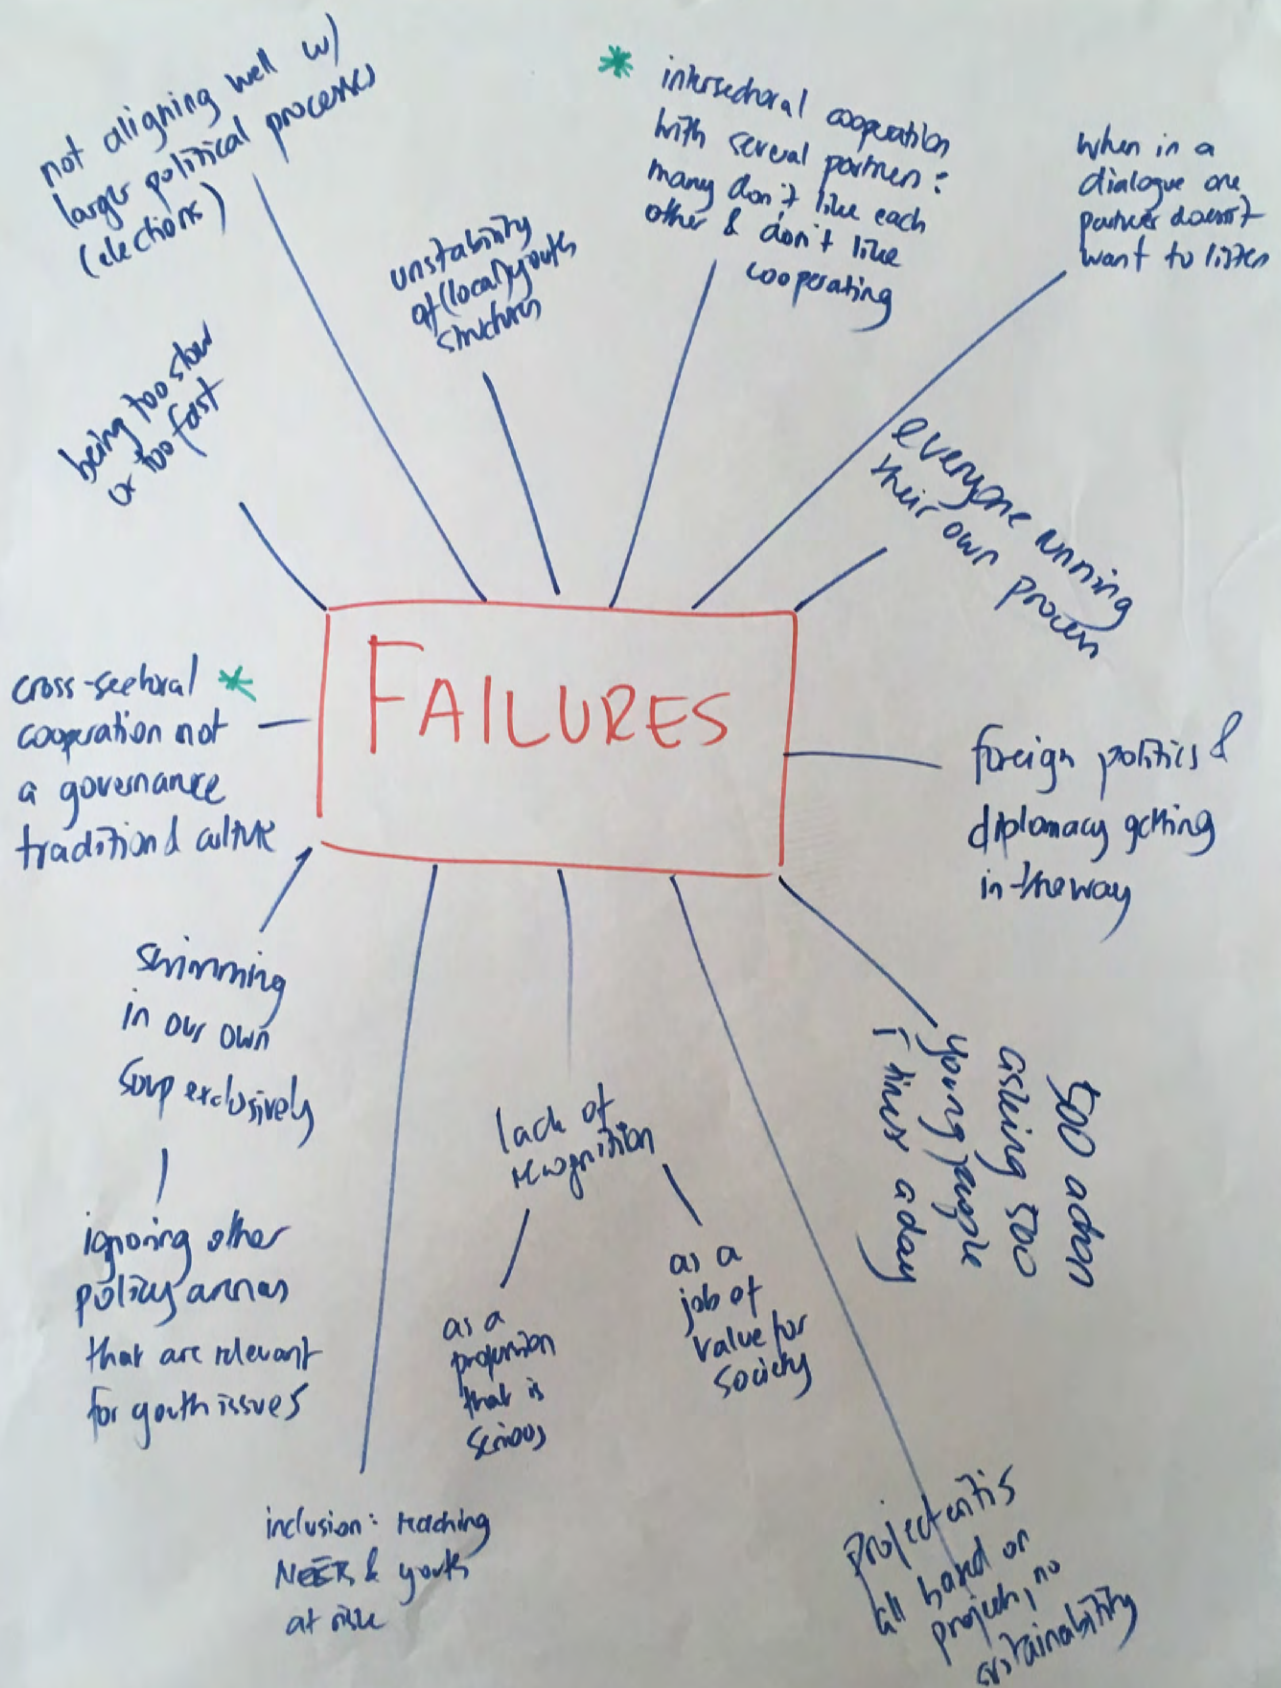 not aligning well w/
larger political processes
(elections)
unstability
of (local) youth
structures
intersectoral cooperation
with several partners:
many don't like each
other & don't like
cooperating
when in a
dialogue one
partner doesn't
want to listen
being too slow
or too fast
everyone running
their own process
FAILURES
cross-sectoral
cooperation not
a governance
tradition & culture
foreign politics &
diplomacy getting
in the way
swimming
in our own
soup exclusively
ignoring other
policy arenas
that are relevant
for youth issues
500 actors
asking 500
young people
times a day
lack of
recognition
as a
profession
that is
serious
as a
job of
value for
society
inclusion: reaching
NEETs & youth
at risk
projectentis
all based on
projects, no
sustainability